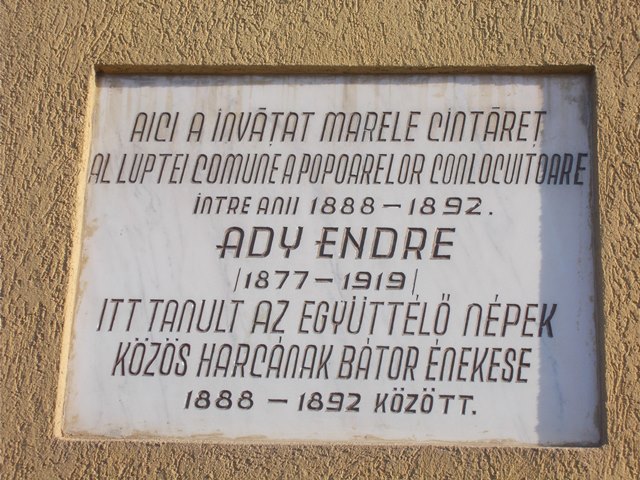 AICI A ÎNVĂȚAT MARELE CÎNTĂREȚ
AL LUPTEI COMUNE A POPOARELOR CONLOCUITOARE
ÎNTRE ANII 1888 – 1892.
ADY ENDRE
/1877 – 1919/
ITT TANULT AZ EGYÜTTÉLŐ NÉPEK
KÖZÖS HARCÁNAK BÁTOR ÉNEKESE
1888 – 1892 KÖZÖTT.